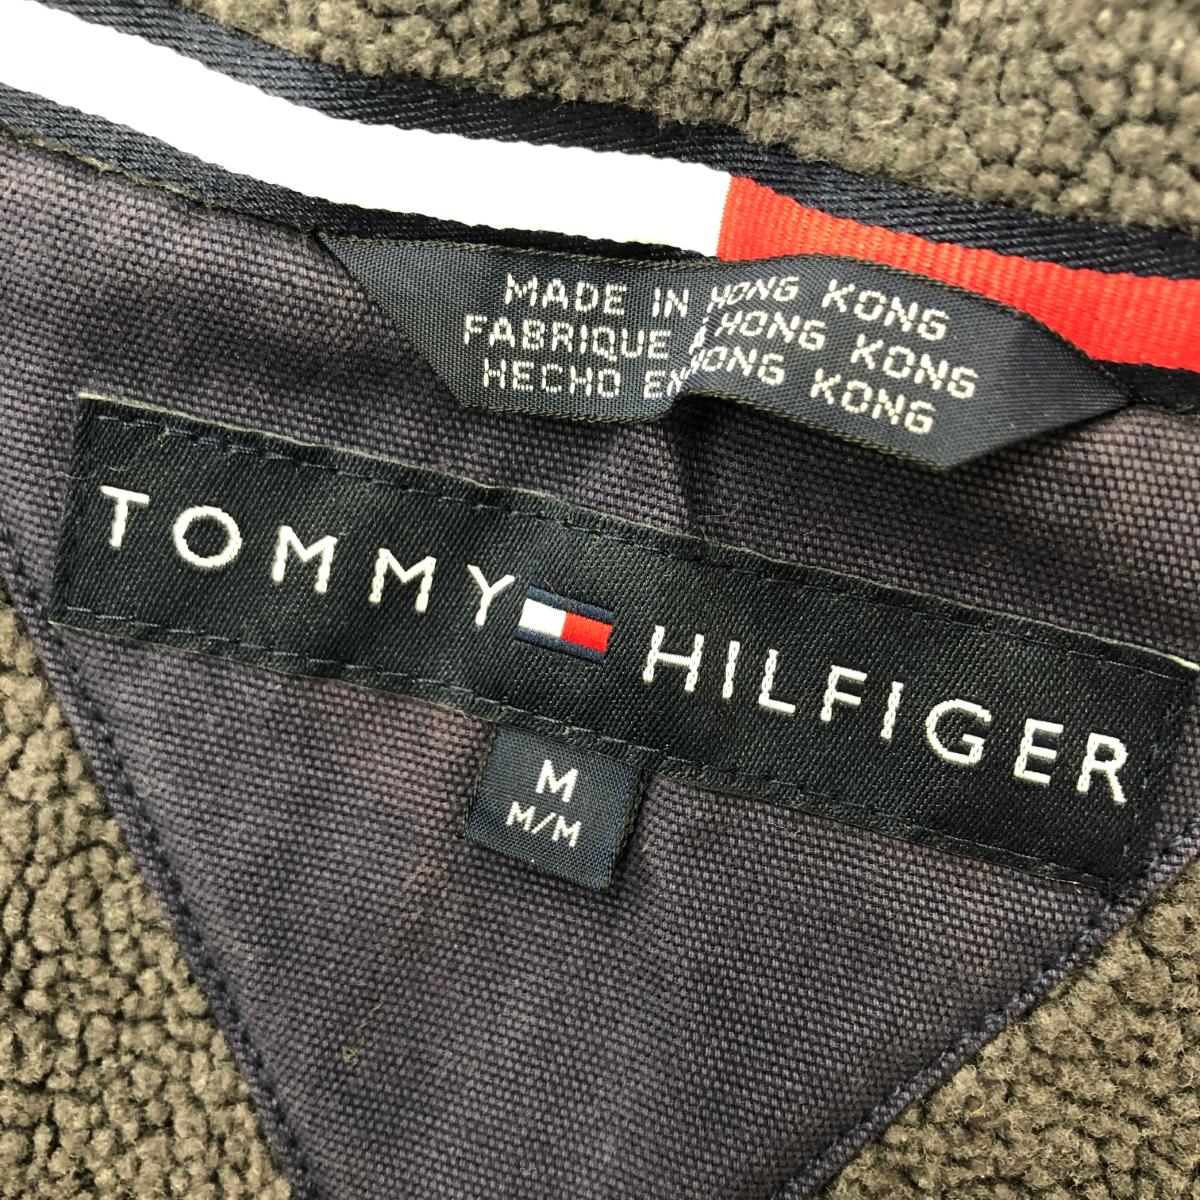 MADE IN HONG KONG
FABRIQUE À HONG KONG
HECHO EN HONG KONG
TOMMY HILFIGER
M
M/M